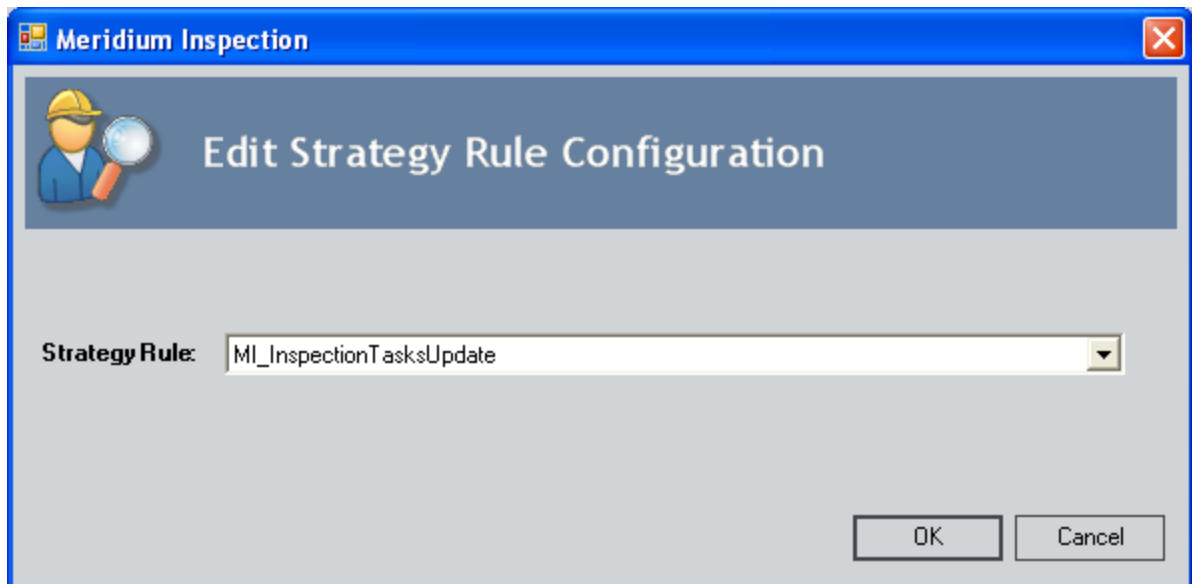 Meridium Inspection
Edit Strategy Rule Configuration
Strategy Rule: MI_InspectionTasksUpdate
OK Cancel